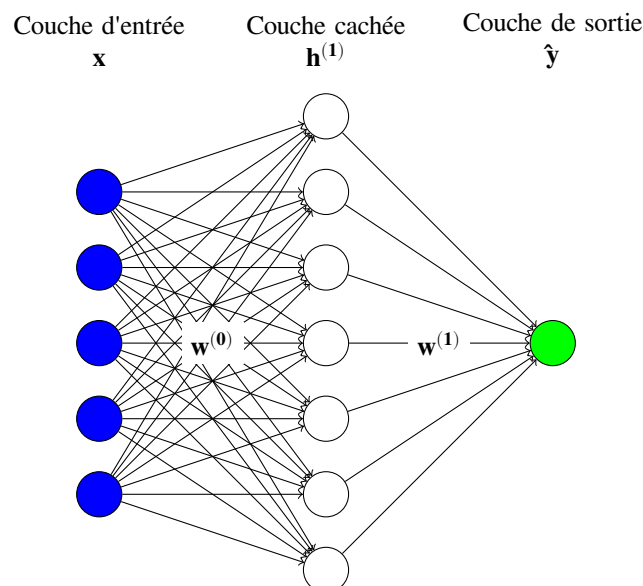 Couche d'entrée
x
Couche cachée
h(1)
Couche de sortie
ŷ
w(0)
w(1)